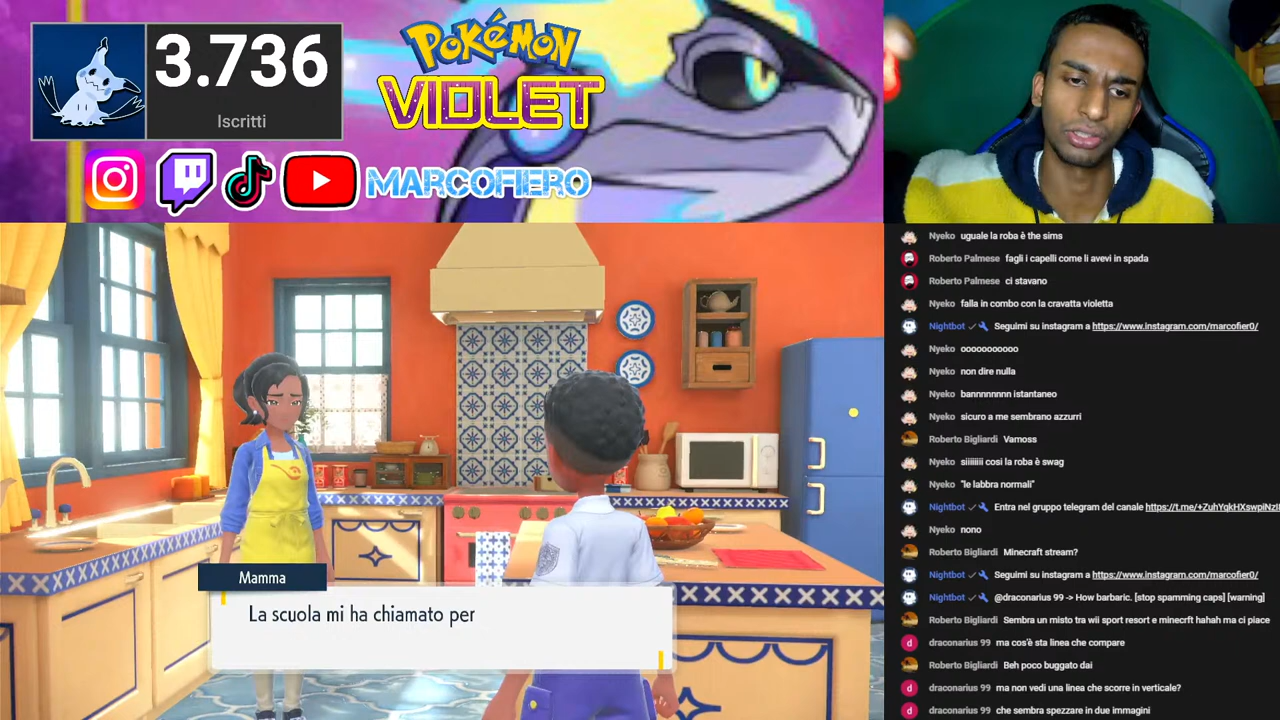 3.736
Iscritti
POKéMON
VIOLET
MARCOFIERO
Nyeko uguale la roba è the sims
Roberto Palmese fagli i capelli come li avevi in spada
Roberto Palmese ci stavano
Nyeko falla in combo con la cravatta violetta
Nightbot Seguimi su instagram a https://www.instagram.com/marcofier0/
Nyeko ooooooooooo
Nyeko non dire nulla
Nyeko bannnnnnnn istantaneo
Nyeko sicuro a me sembrano azzurri
Roberto Bigliardi Vamoss
Nyeko siiiiiiii cosi la roba è swag
Nyeko "le labbra normali"
Nightbot Entra nel gruppo telegram del canale
Nyeko nono
Roberto Bigliardi Minecraft stream?
Nightbot Seguimi su instagram a https://www.instagram.com/marcofier0/
Nightbot @draconarius 99 -> How barbaric. [stop spamming caps] [warning]
Roberto Bigliardi Sembra un misto tra wii sport resort e minecrft hahah ma ci piace
d draconarius 99 ma cos'è sta linea che compare
Roberto Bigliardi Beh poco buggato dai
d draconarius 99 ma non vedi una linea che scorre in verticale?
d draconarius 99 che sembra spezzare in due immagini
Mamma
La scuola mi ha chiamato per